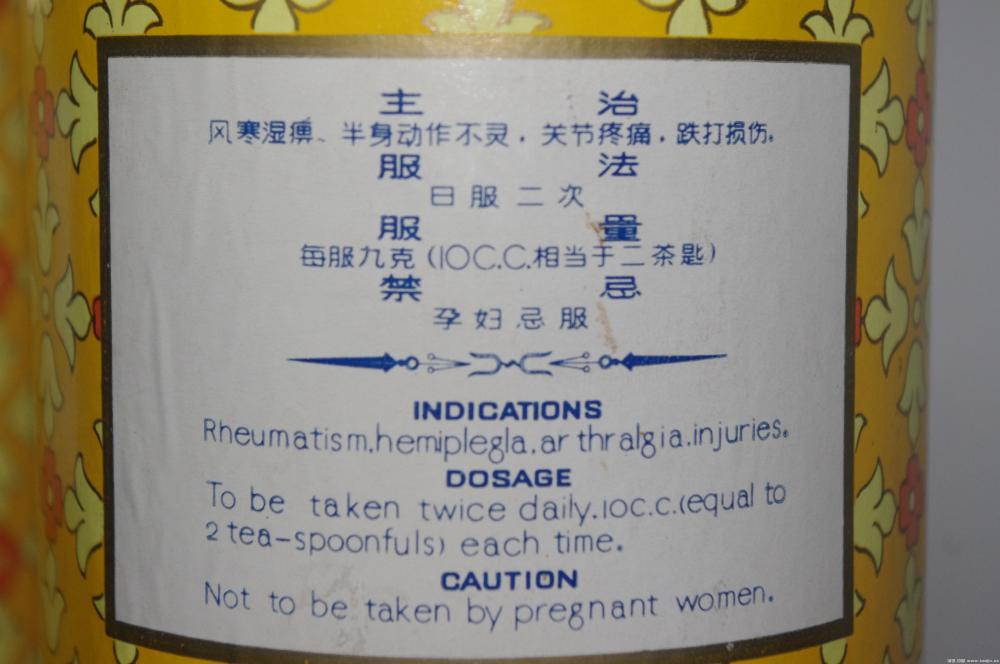 主 治
风寒湿痹、半身动作不灵，关节疼痛，跌打损伤。
服 法
日服二次
服 量
每服九克(10C.C.相当于二茶匙)
禁 忌
孕妇忌服
INDICATIONS
Rheumatism.hemiplegla.ar thralgia.injuries.
DOSAGE
To be taken twice daily.10c.c.(equal to
2 tea-spoonfuls) each time.
CAUTION
Not to be taken by pregnant women.